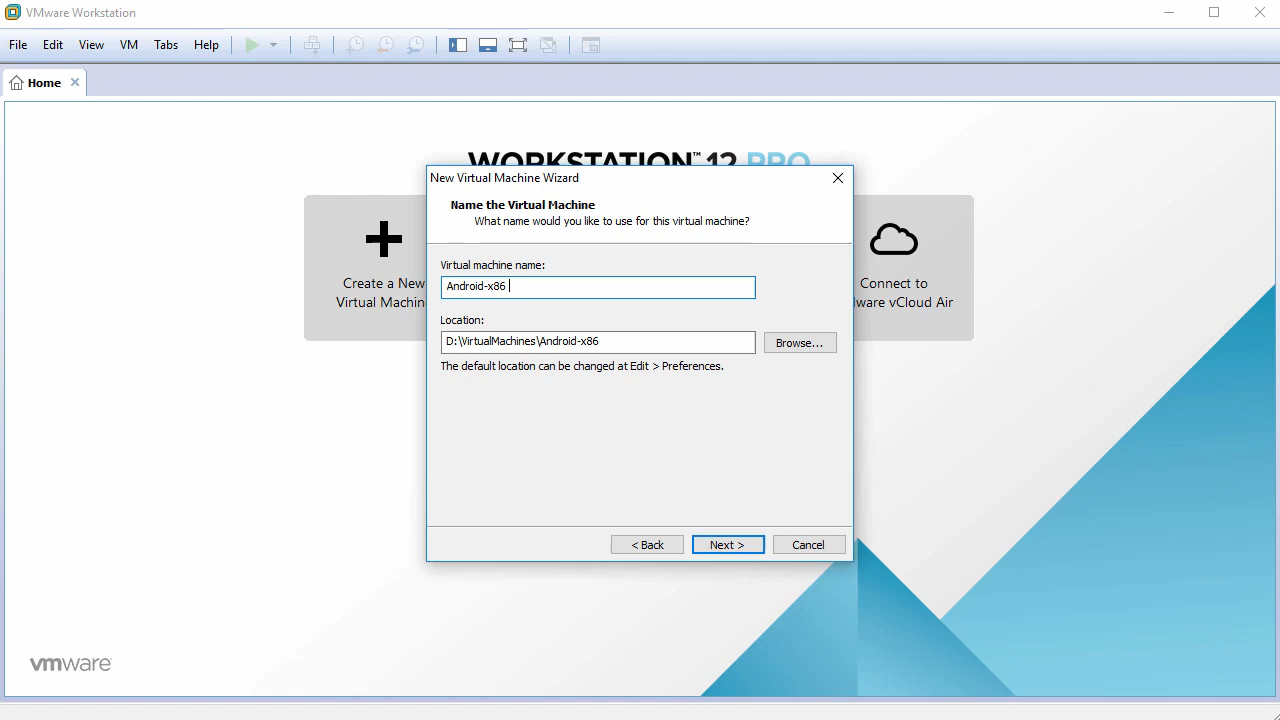 VMware Workstation
File Edit View VM Tabs Help
Home
WORKSTATION™ 12 PRO
New Virtual Machine Wizard
Name the Virtual Machine
What name would you like to use for this virtual machine?
Virtual machine name:
Android-x86
Location:
D:\VirtualMachines\Android-x86
Browse...
The default location can be changed at Edit > Preferences.
< Back Next > Cancel
Create a New
Virtual Machin
Connect to
ware vCloud Air
vmware